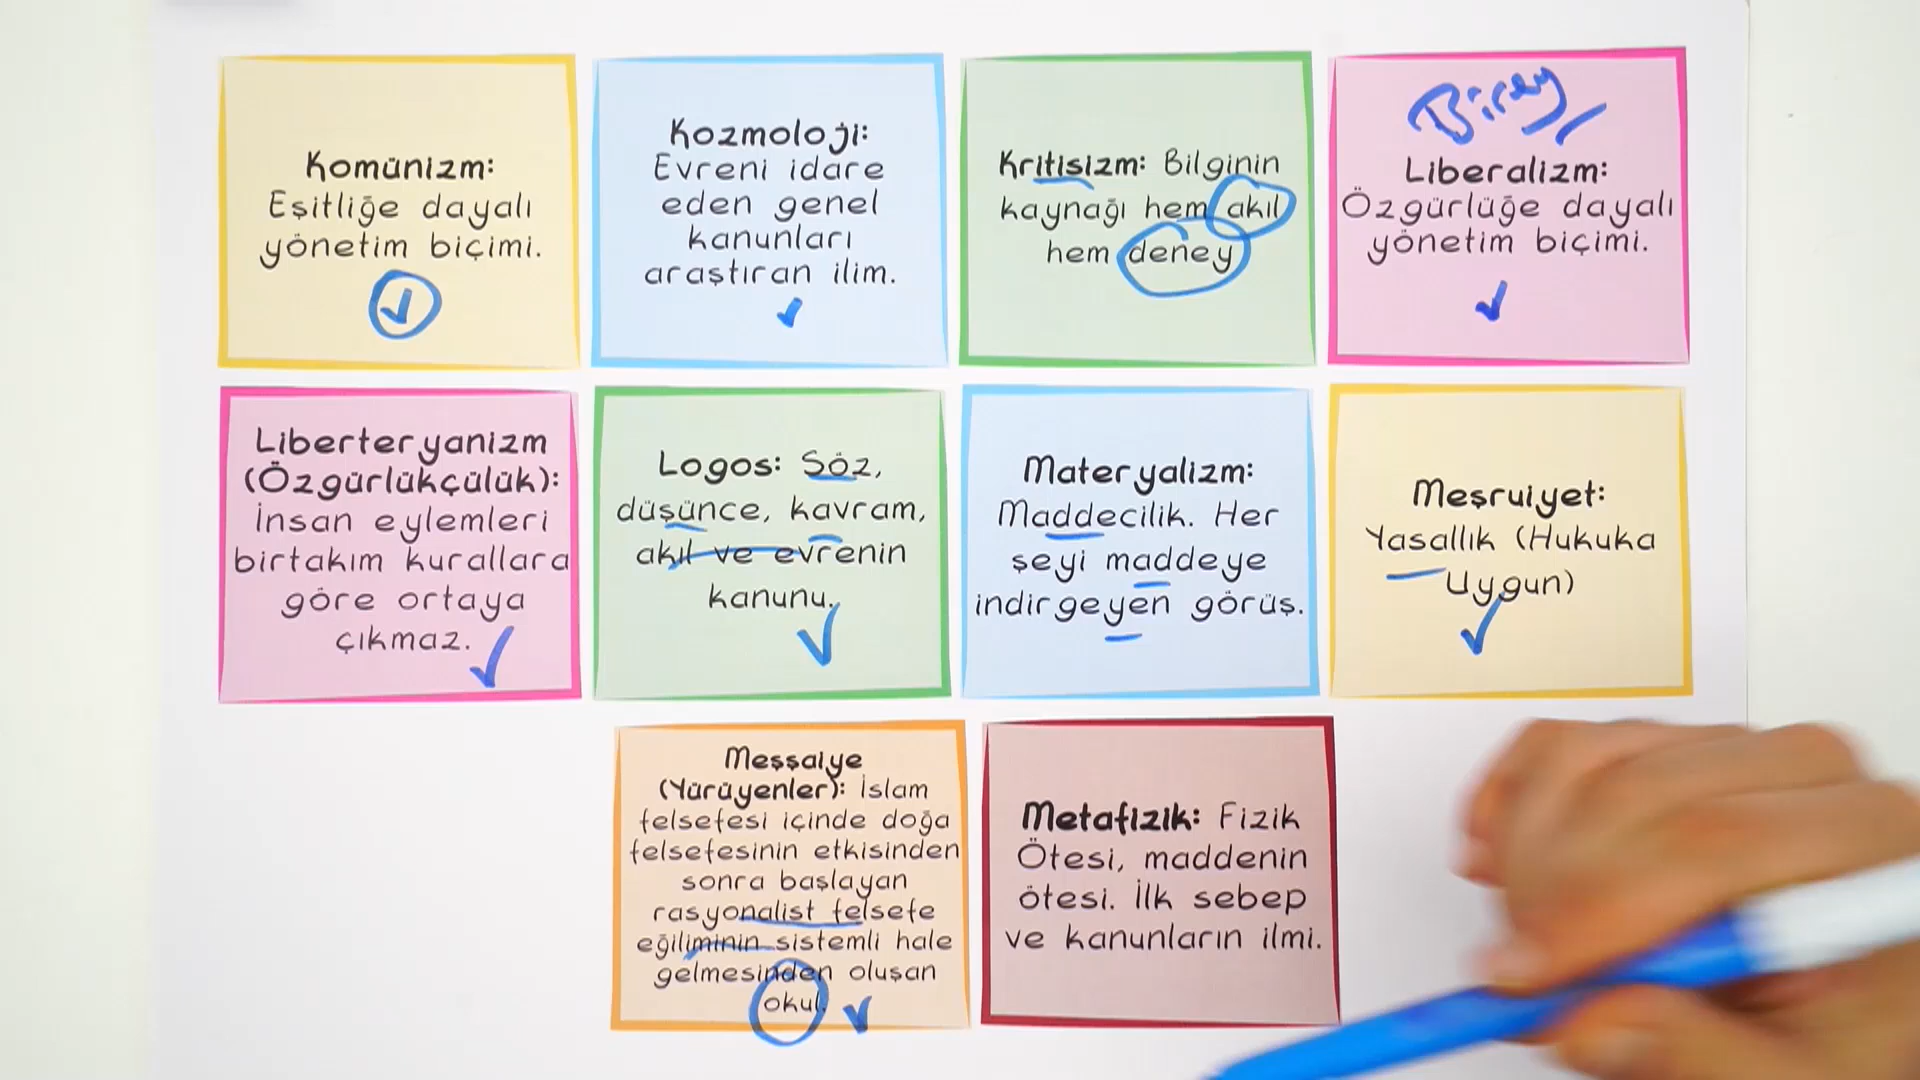 Komünizm:
Eşitliğe dayalı
yönetim biçimi.
Kozmoloji:
Evreni idare
eden genel
kanunları
araştıran ilim.
Kritisizm: Bilginin
kaynağı hem akıl
hem deney
Birey
Liberalizm:
Özgürlüğe dayalı
yönetim biçimi.
Liberteryanizm
(Özgürlükçülük):
İnsan eylemleri
birtakım kurallara
göre ortaya
çıkmaz.
Logos: Söz,
düşünce, kavram,
akıl ve evrenin
kanunu.
Materyalizm:
Maddecilik. Her
şeyi maddeye
indirgeyen görüş.
Meşruiyet:
Yasallık (Hukuka
Uygun)
Meşşaiye
(Yürüyenler): İslam
felsefesi içinde doğa
felsefesinin etkisinden
sonra başlayan
rasyonalist felsefe
eğiliminin sistemli hale
gelmesinden oluşan
okul.
Metafizik: Fizik
Ötesi, maddenin
ötesi. İlk sebep
ve kanunların ilmi.